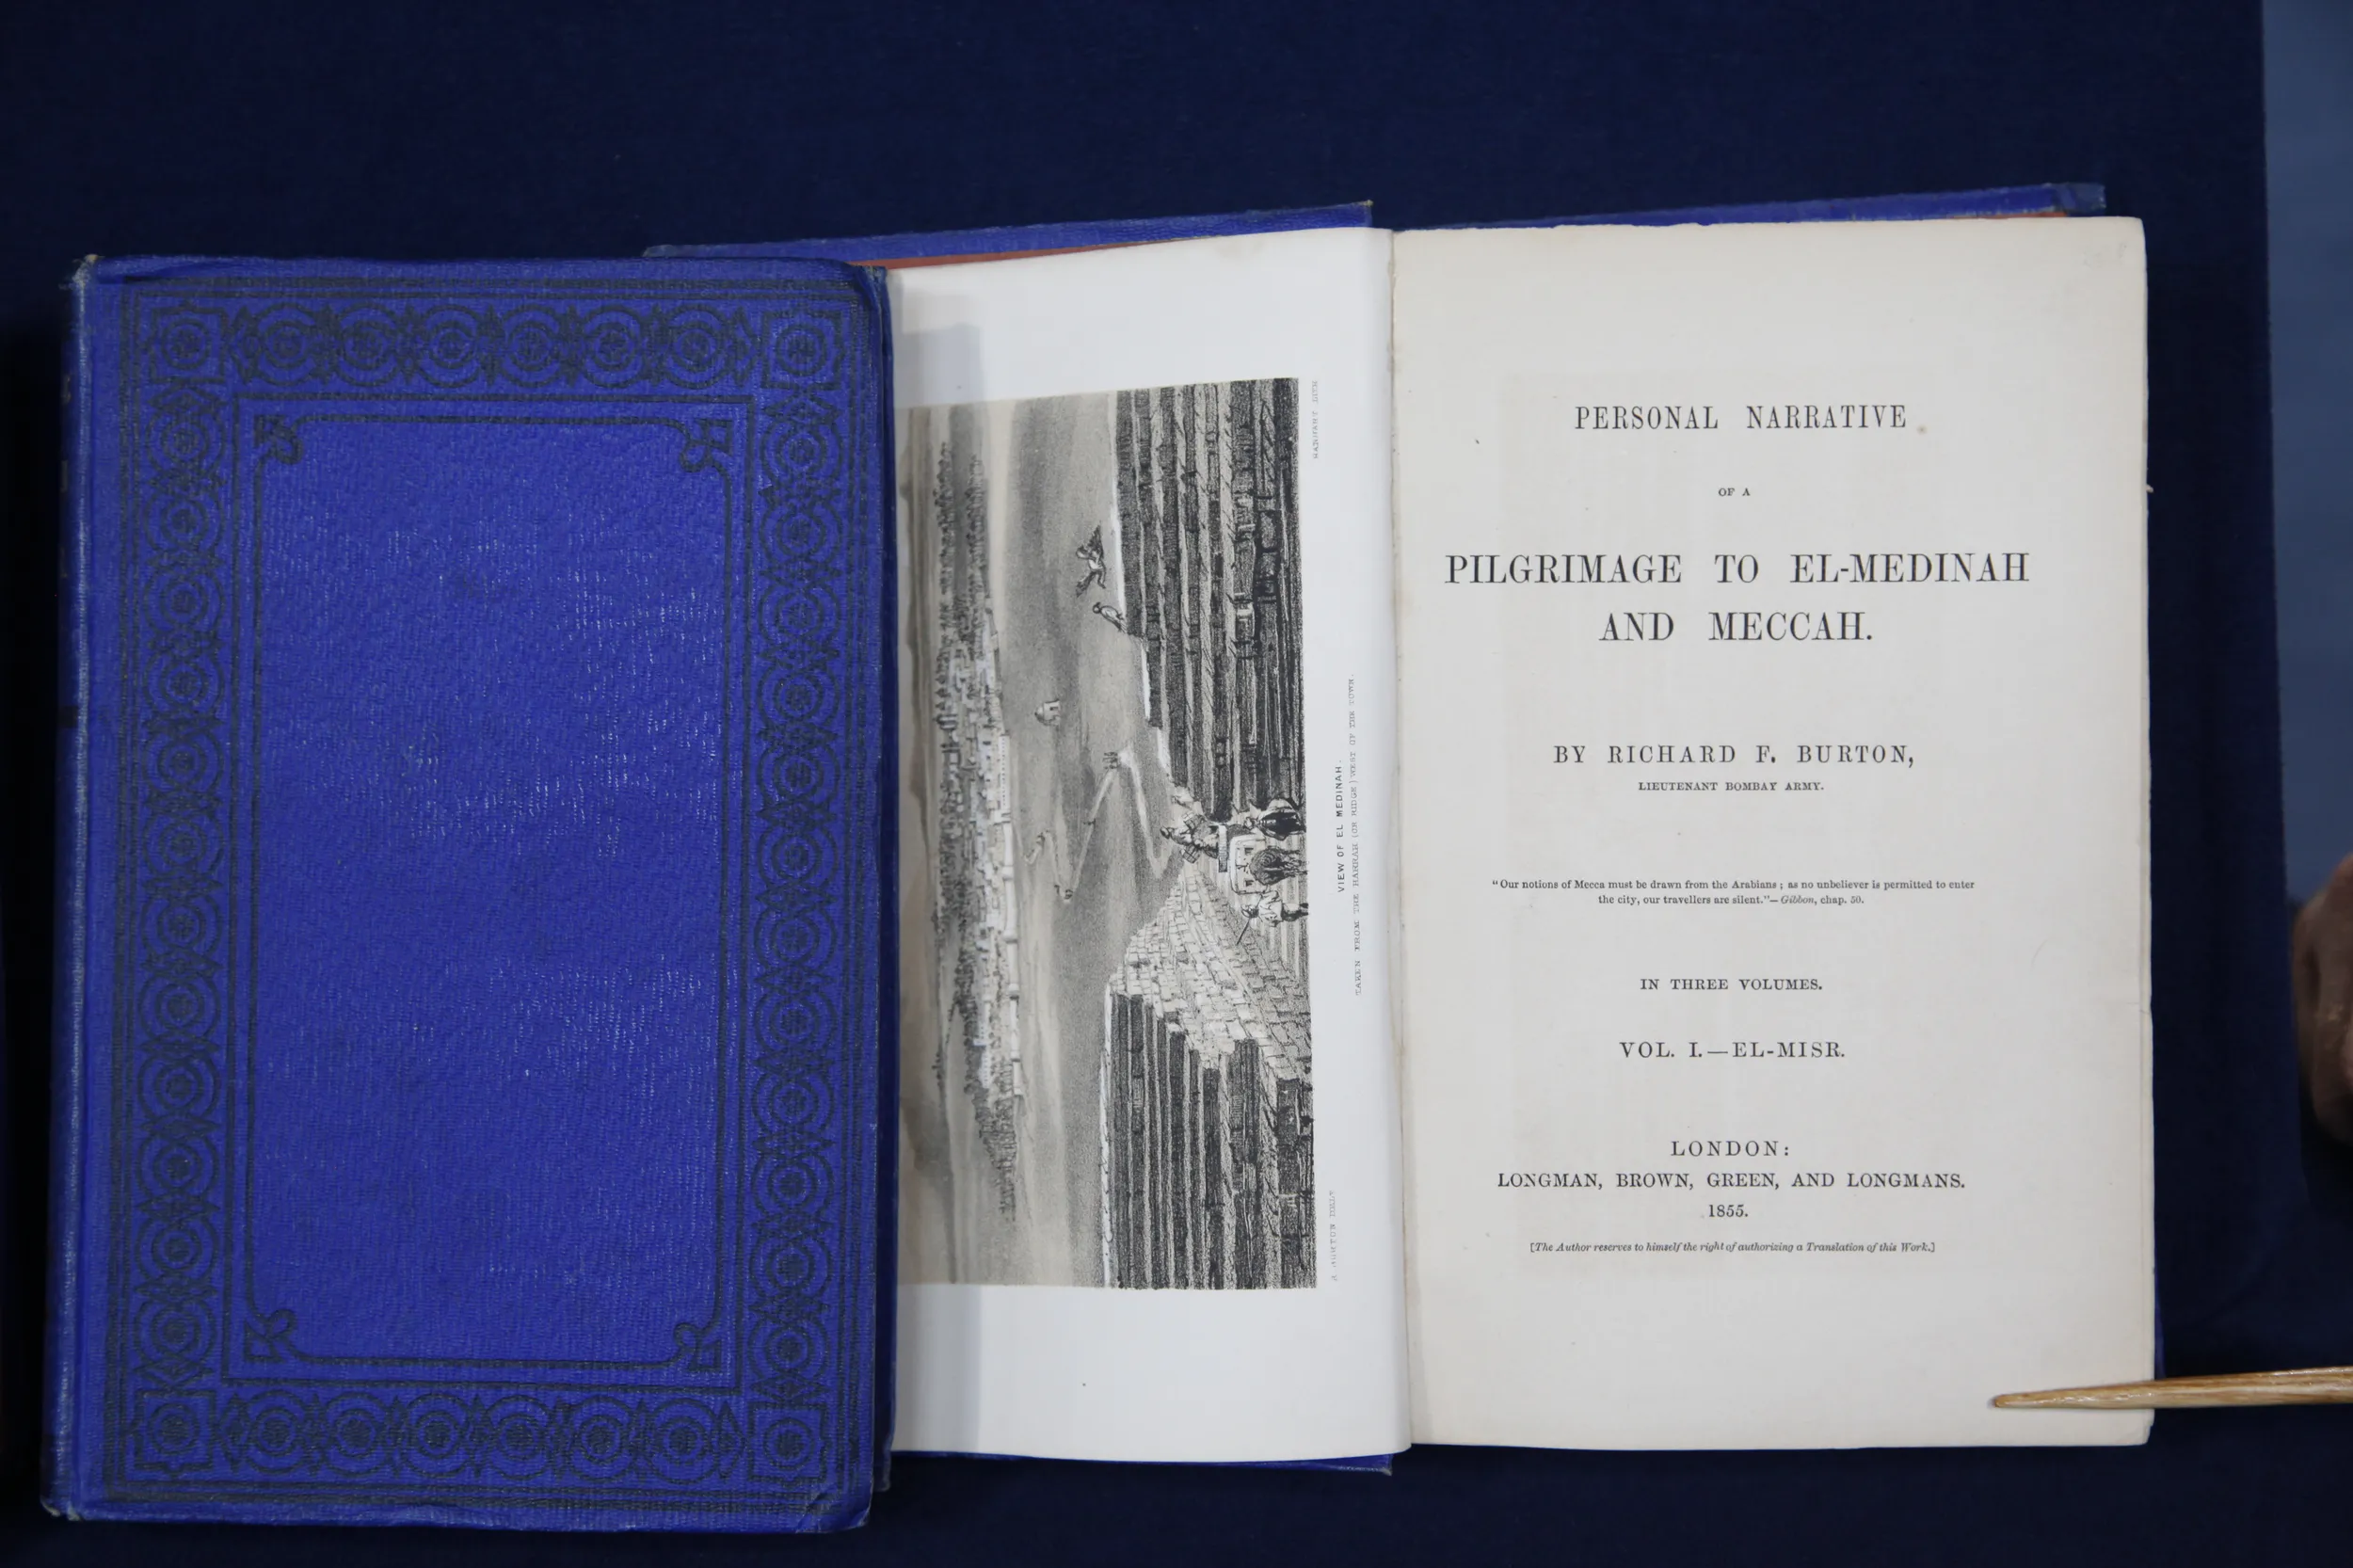 VIEW OF EL MEDINAH.
TAKEN FROM THE HARRAH (OR RIDGE) WEST OF THE TOWN.
PERSONAL NARRATIVE
OF A
PILGRIMAGE TO EL-MEDINAH
AND MECCAH.
BY RICHARD F. BURTON,
LIEUTENANT BOMBAY ARMY.
"Our notions of Mecca must be drawn from the Arabians; as no unbeliever is permitted to enter
the city, our travellers are silent."—Gibbon, chap. 50.
IN THREE VOLUMES.
VOL. I.—EL-MISR.
LONDON:
LONGMAN, BROWN, GREEN, AND LONGMANS.
1855.
[The Author reserves to himself the right of authorizing a Translation of this Work.]